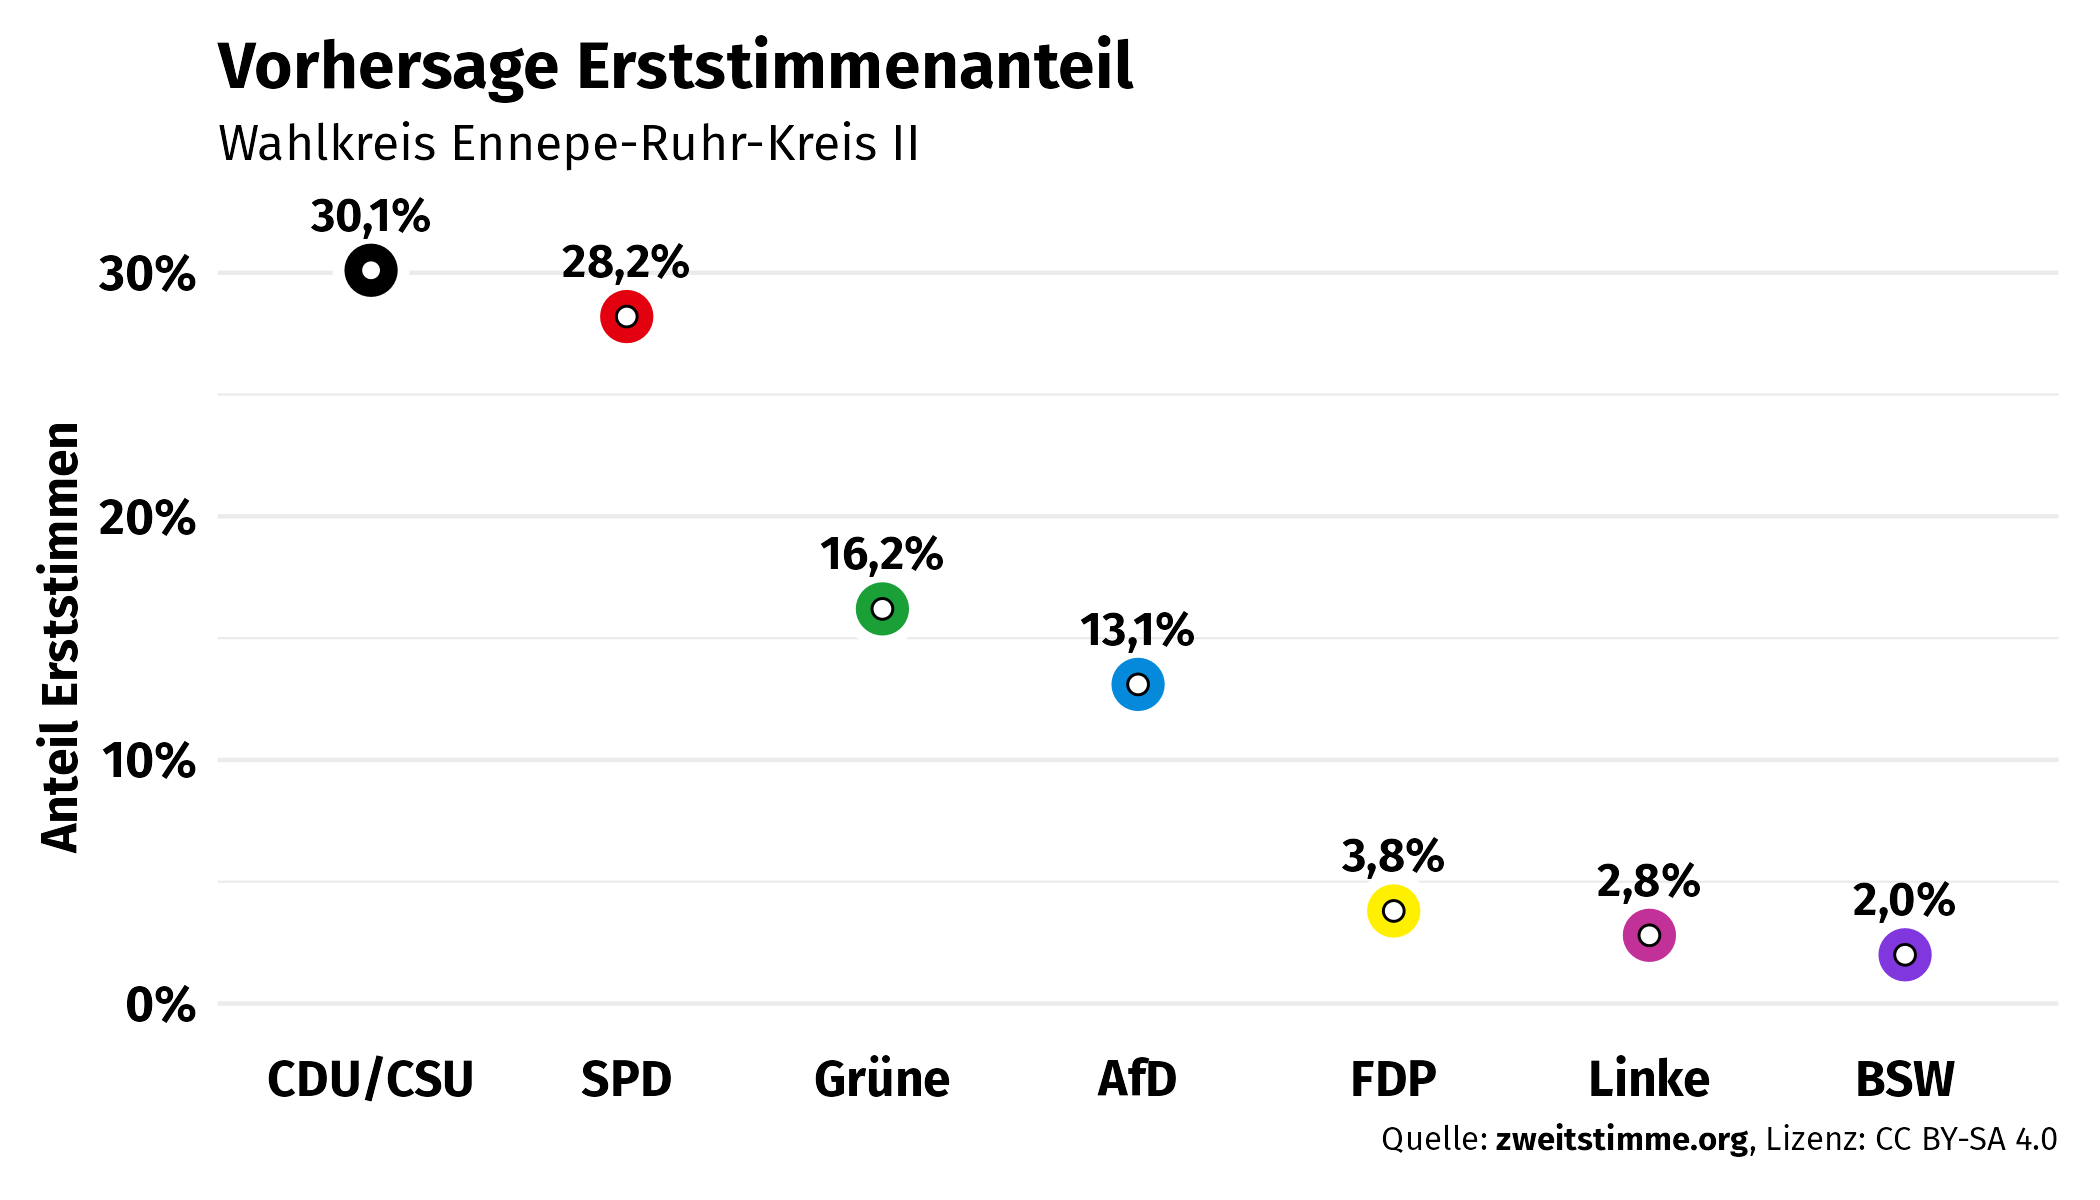 Vorhersage Erststimmenanteil
Wahlkreis Ennepe-Ruhr-Kreis II
Anteil Erststimmen
30%
20%
10%
0%
30,1%
28,2%
16,2%
13,1%
3,8%
2,8%
2,0%
CDU/CSU SPD Grüne AfD FDP Linke BSW
Quelle: zweitstimme.org, Lizenz: CC BY-SA 4.0